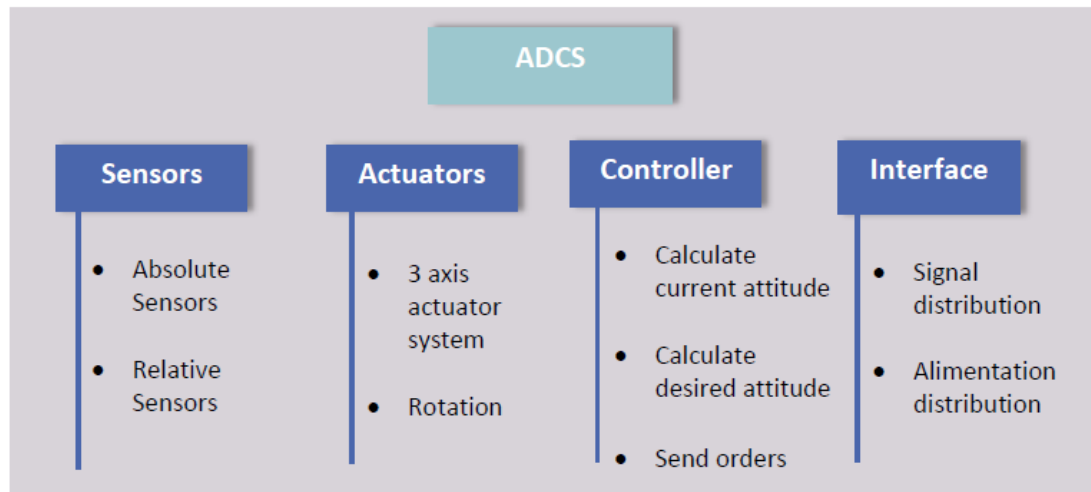 ADCS
Sensors
• Absolute
Sensors
• Relative
Sensors
Actuators
• 3 axis
actuator
system
• Rotation
Controller
• Calculate
current attitude
• Calculate
desired attitude
• Send orders
Interface
• Signal
distribution
• Alimentation
distribution